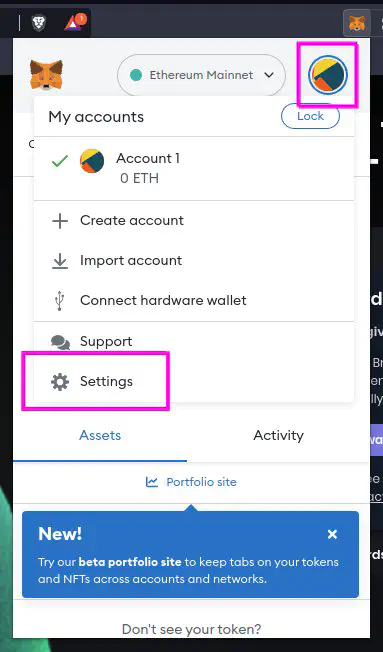 1
Ethereum Mainnet
My accounts
Lock
Account 1
0 ETH
Create account
Import account
Connect hardware wallet
Support
Settings
Assets
Activity
Portfolio site
New!
Try our beta portfolio site to keep tabs on your tokens
and NFTs across accounts and networks.
Don't see your token?